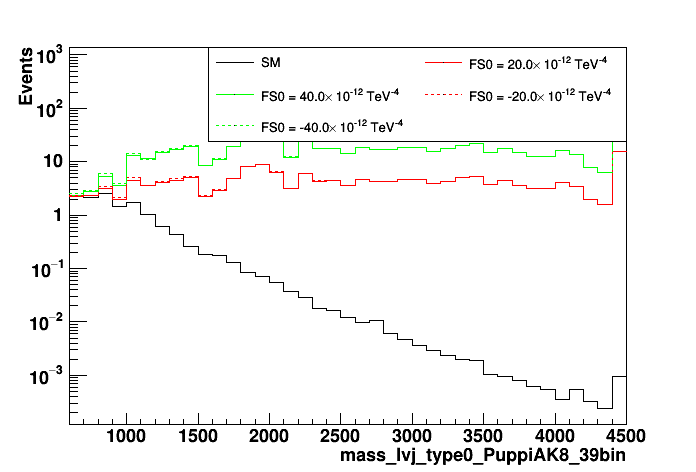 Events
10³
10²
10
1
10⁻¹
10⁻²
10⁻³
SM
FS0 = 20.0× 10⁻¹² TeV⁻⁴
FS0 = 40.0× 10⁻¹² TeV⁻⁴
FS0 = -20.0× 10⁻¹² TeV⁻⁴
FS0 = -40.0× 10⁻¹² TeV⁻⁴
1000 1500 2000 2500 3000 3500 4000 4500
mass_lvj_type0_PuppiAK8_39bin